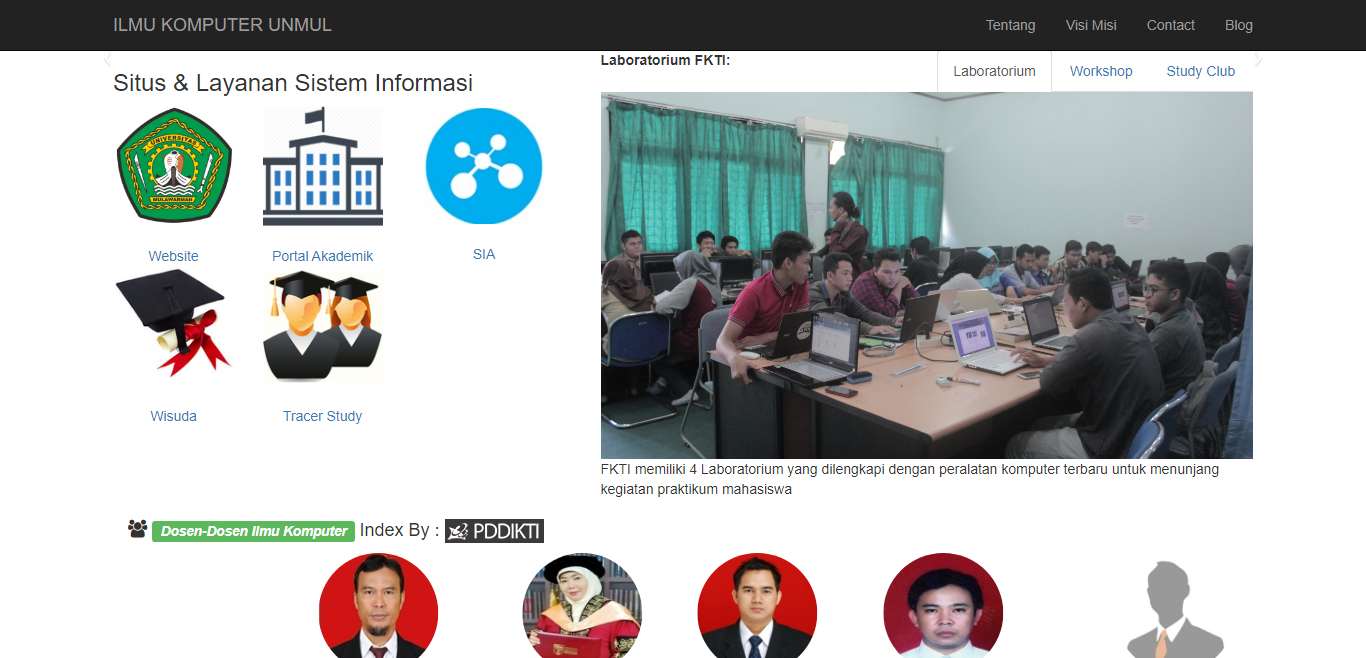 ILMU KOMPUTER UNMUL
Tentang
Visi Misi
Contact
Blog
Situs & Layanan Sistem Informasi
UNIVERSITAS
MULAWARMAN
Website
Portal Akademik
SIA
Wisuda
Tracer Study
Laboratorium FKTI:
Laboratorium
Workshop
Study Club
FKTI memiliki 4 Laboratorium yang dilengkapi dengan peralatan komputer terbaru untuk menunjang
kegiatan praktikum mahasiswa
Dosen-Dosen Ilmu Komputer Index By : PDDIKTI